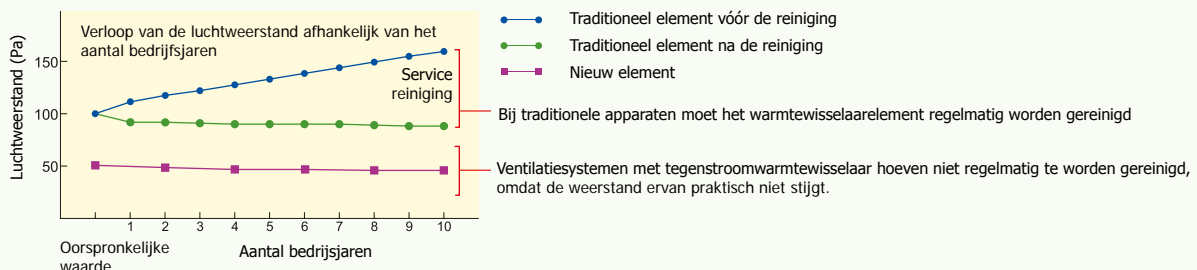 Verloop van de luchtweerstand afhankelijk van het
aantal bedrijfsjaren
Luchtweerstand (Pa)
150
100
50
Service
reiniging
1 2 3 4 5 6 7 8 9 10
Oorspronkelijke
waarde
Aantal bedrijsjaren
Traditioneel element vóór de reiniging
Traditioneel element na de reiniging
Nieuw element
Bij traditionele apparaten moet het warmtewisselaarelement regelmatig worden gereinigd
Ventilatiesystemen met tegenstroomwarmtewisselaar hoeven niet regelmatig te worden gereinigd,
omdat de weerstand ervan praktisch niet stijgt.